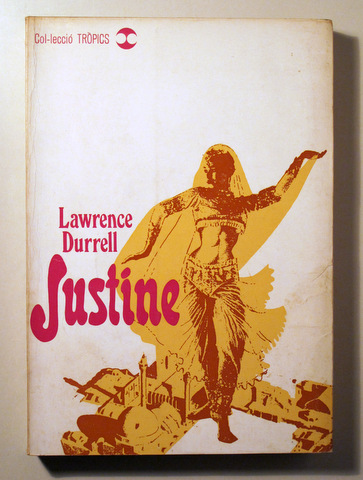 Col·lecció TRÒPICS
Lawrence
Durrell
Justine